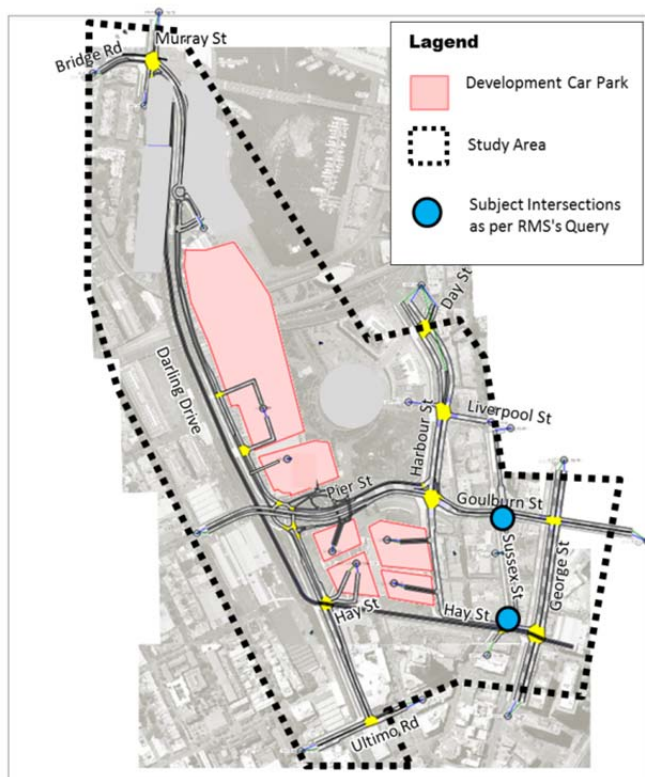 Murray St
Bridge Rd
Lagend
Development Car Park
Study Area
Subject Intersections
as per RMS's Query
Day St
Darling Drive
Harbour St
Liverpool St
Pier St
Goulburn St
Sussex St
George St
Hay St
Hay St
Ultimo Rd